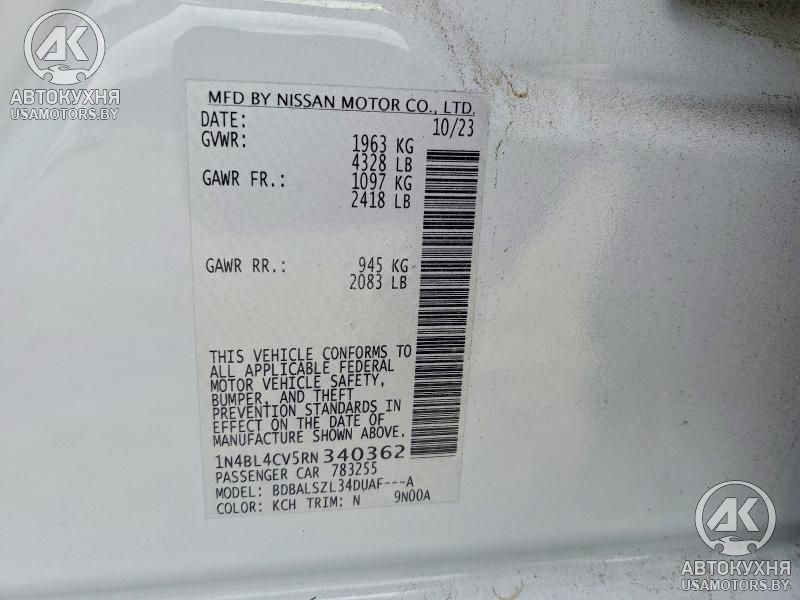 AK
АВТОКУХНЯ
USAMOTORS.BY
MFD BY NISSAN MOTOR CO., LTD.
DATE: 10/23
GVWR: 1963 KG
4328 LB
GAWR FR.: 1097 KG
2418 LB
GAWR RR.: 945 KG
2083 LB
THIS VEHICLE CONFORMS TO
ALL APPLICABLE FEDERAL
MOTOR VEHICLE SAFETY,
BUMPER, AND THEFT
PREVENTION STANDARDS IN
EFFECT ON THE DATE OF
MANUFACTURE SHOWN ABOVE.
1N4BL4CV5RN340362
PASSENGER CAR 783255
MODEL: BDBALSZL34DUAF---A
COLOR: KCH TRIM: N 9N00A
AK
АВТОКУХНЯ
USAMOTORS.BY